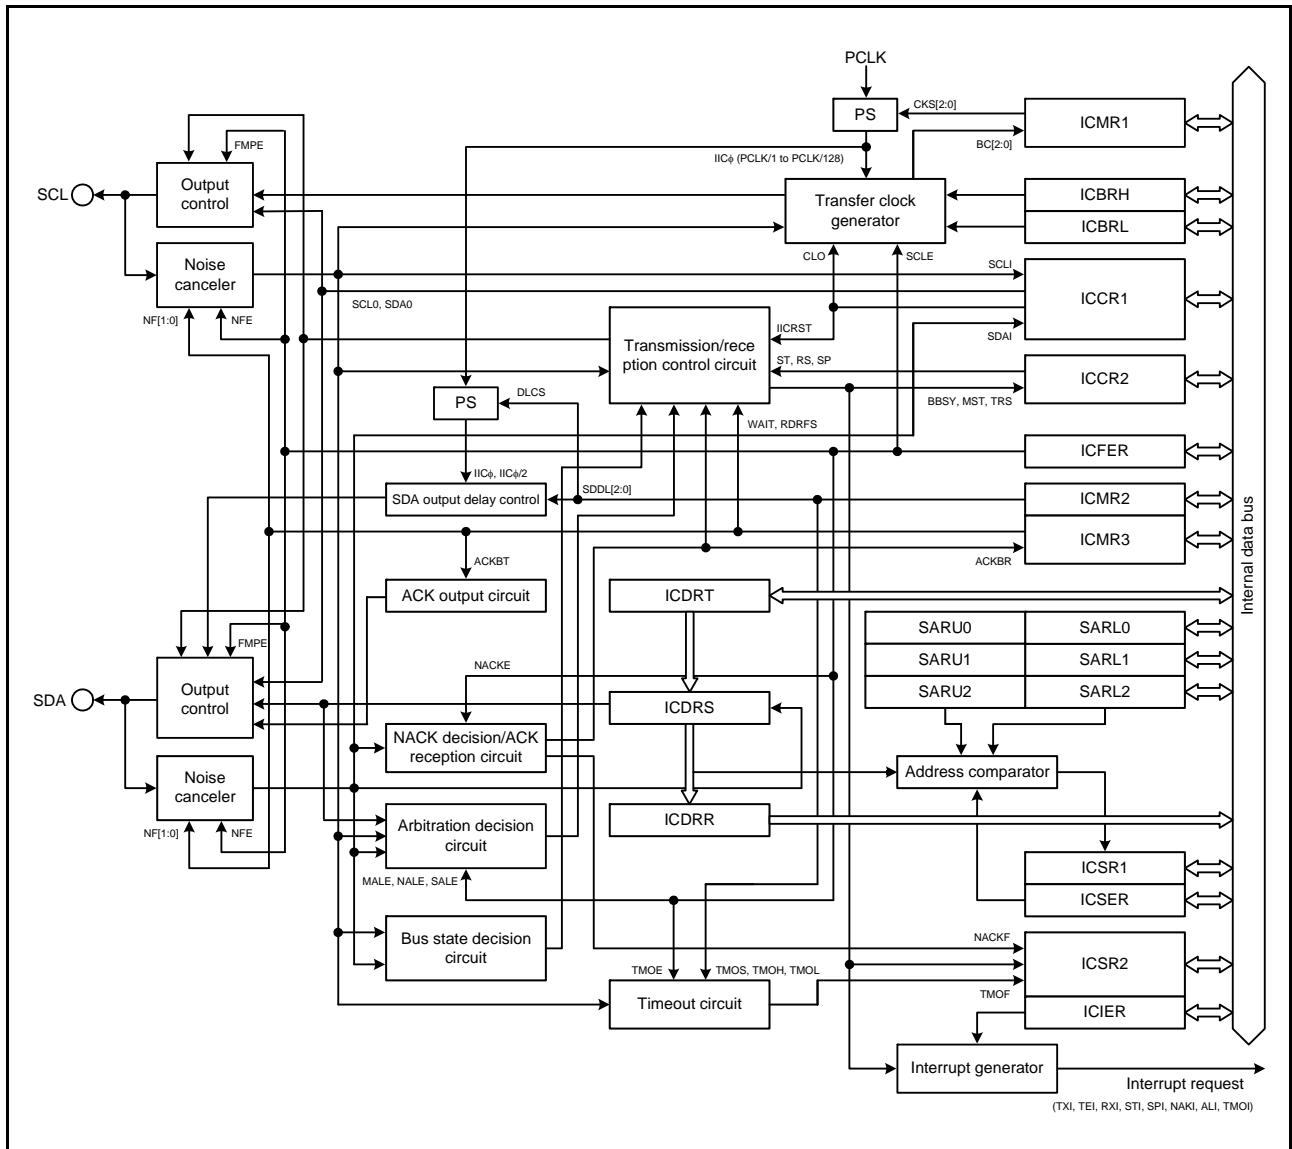 PCLK
PS
CKS[2:0]
ICMR1
BC[2:0]
IICφ (PCLK/1 to PCLK/128)
FMPE
Output
control
SCL
Transfer clock
generator
ICBRH
ICBRL
Noise
canceler
CLO
SCLE
SCLI
ICCR1
SCL0, SDA0
NF[1:0]
NFE
IICRST
SDAI
Transmission/rece
ption control circuit
ST, RS, SP
ICCR2
BBSY, MST, TRS
PS
DLCS
WAIT, RDRFS
ICFER
IICφ, IICφ/2
SDA output delay control
SDDL[2:0]
ICMR2
ICMR3
ACKBT
ACKBR
ACK output circuit
ICDRT
Internal data bus
SARU0
SARL0
SARU1
SARL1
SARU2
SARL2
FMPE
Output
control
SDA
NACKE
ICDRS
NACK decision/ACK
reception circuit
Address comparator
Noise
canceler
NF[1:0]
NFE
Arbitration decision
circuit
ICDRR
MALE, NALE, SALE
ICSR1
ICSER
Bus state decision
circuit
NACKF
ICSR2
TMOE
TMOS, TMOH, TMOL
Timeout circuit
TMOF
ICIER
Interrupt generator
Interrupt request
(TXI, TEI, RXI, STI, SPI, NAKI, ALI, TMOI)